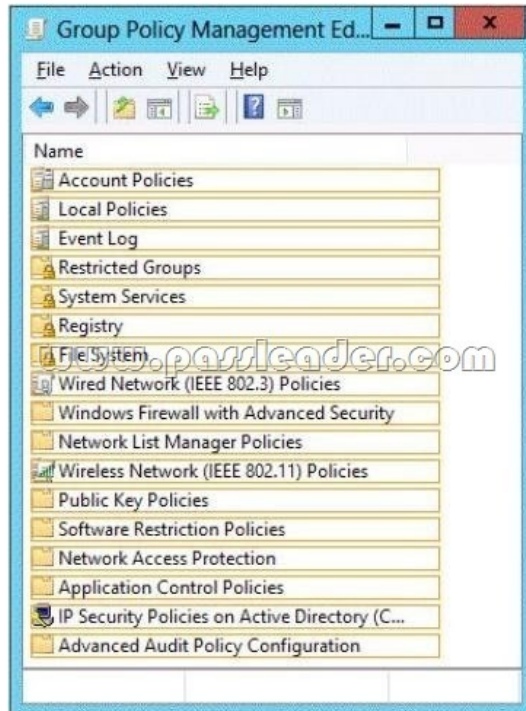 Group Policy Management Ed...
File Action View Help
Name
Account Policies
Local Policies
Event Log
Restricted Groups
System Services
Registry
File System
www.passleader.com
Wired Network (IEEE 802.3) Policies
Windows Firewall with Advanced Security
Network List Manager Policies
Wireless Network (IEEE 802.11) Policies
Public Key Policies
Software Restriction Policies
Network Access Protection
Application Control Policies
IP Security Policies on Active Directory (C...
Advanced Audit Policy Configuration